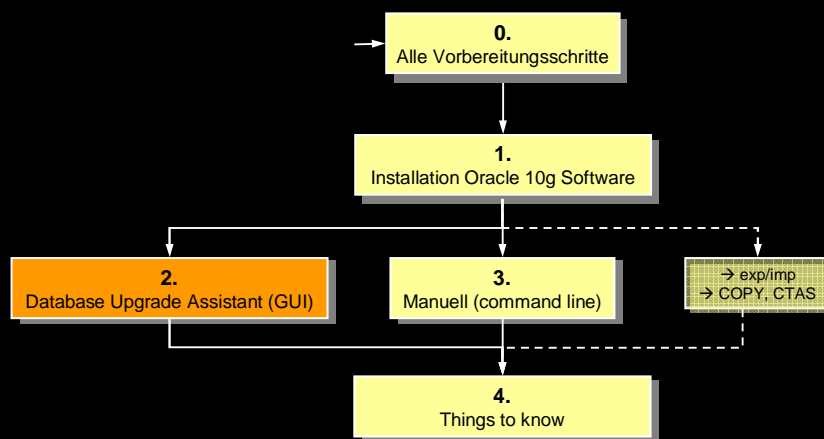 0.
Alle Vorbereitungsschritte
1.
Installation Oracle 10g Software
2.
Database Upgrade Assistant (GUI)
3.
Manuell (command line)
→ exp/imp
→ COPY, CTAS
4.
Things to know